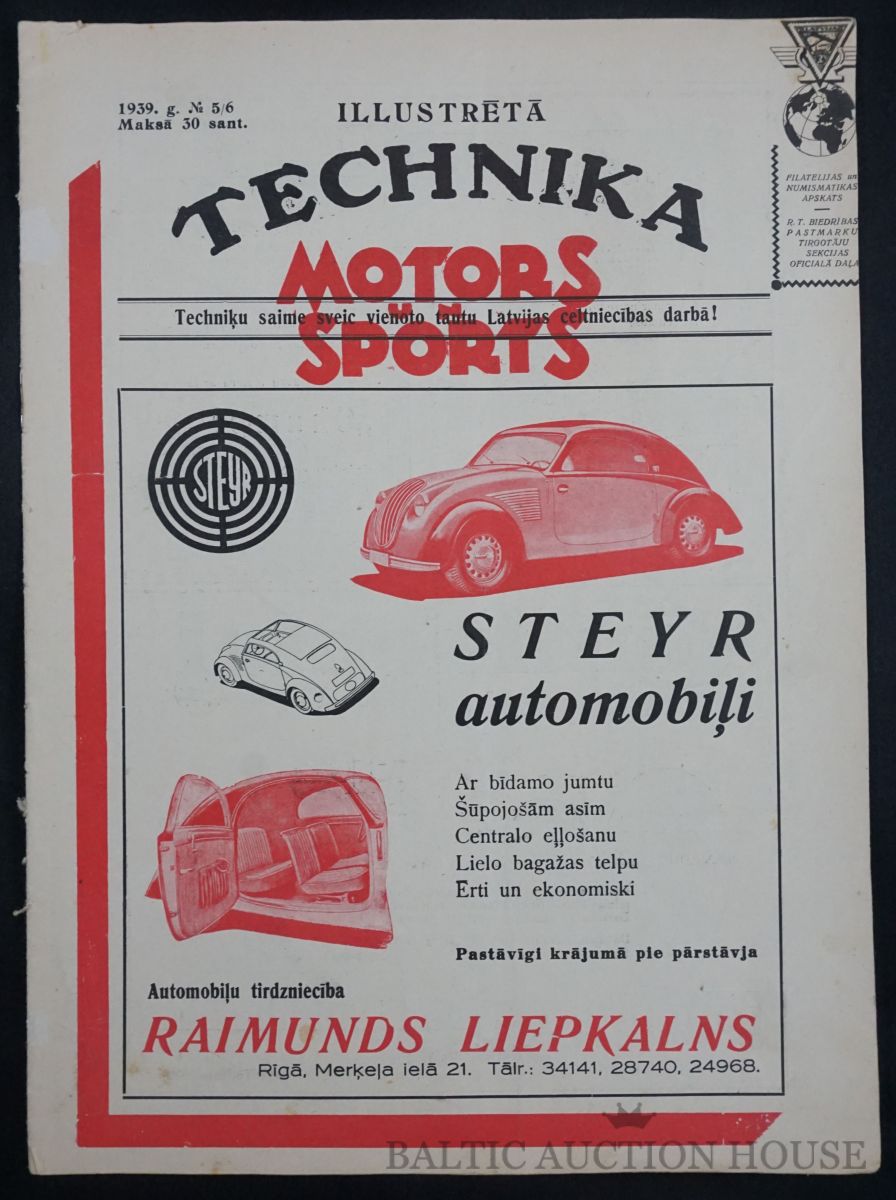 1939. g. № 5/6
Maksā 30 sant.
ILLUSTRĒTĀ
TECHNIKA
MOTORS
UN
SPORTS
Techniķu saime sveic vienoto tautu Latvijas celtniecības darbā!
FILATELIJAS un
NUMISMATIKAS
APSKATS
R. T. BIEDRĪBAS
PASTMARKU
TIRGOTĀJU
SEKCIJAS
OFICIALĀ DAĻA
STEYR
STEYR
automobiļi
Ar bīdamo jumtu
Šūpojošām asīm
Centralo eļļošanu
Lielo bagažas telpu
Ērti un ekonomiski
Pastāvīgi krājumā pie pārstāvja
Automobiļu tirdzniecība
RAIMUNDS LIEPKALNS
Rīgā, Merķeļa ielā 21. Tālr.: 34141, 28740, 24968.
BALTIC AUCTION HOUSE